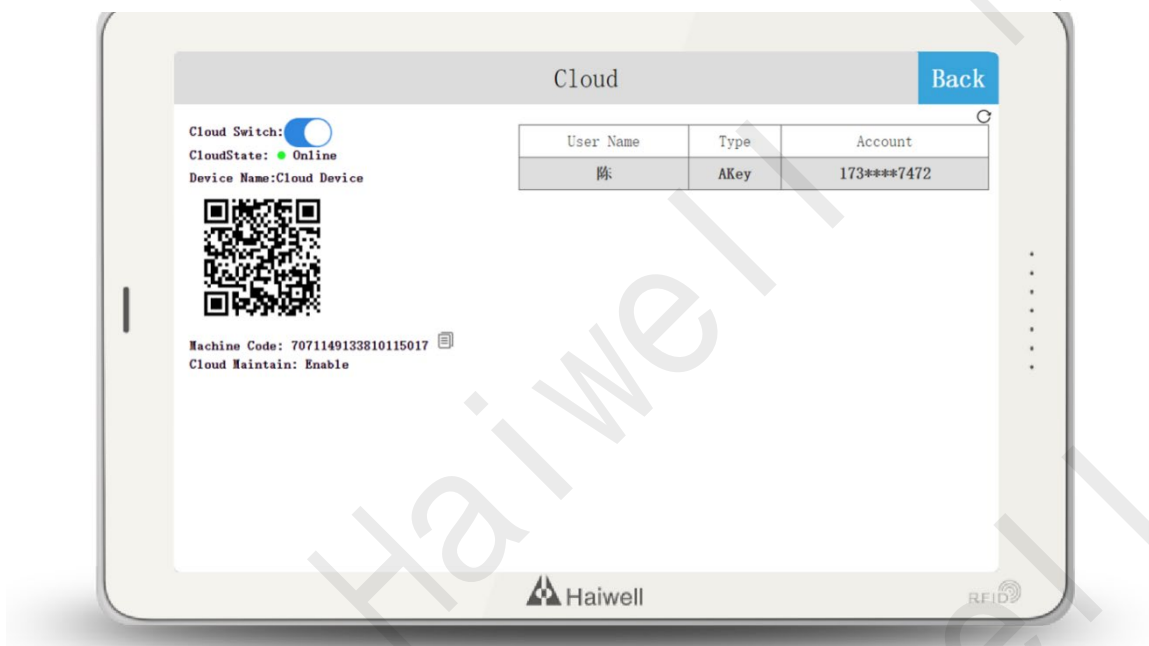 Cloud
Back
Cloud Switch:
CloudState: Online
Device Name:Cloud Device
Machine Code: 7071149133810115017
Cloud Maintain: Enable
User Name Type Account
陈 AKey 173****7472
Haiwell
RFID
Haiwell